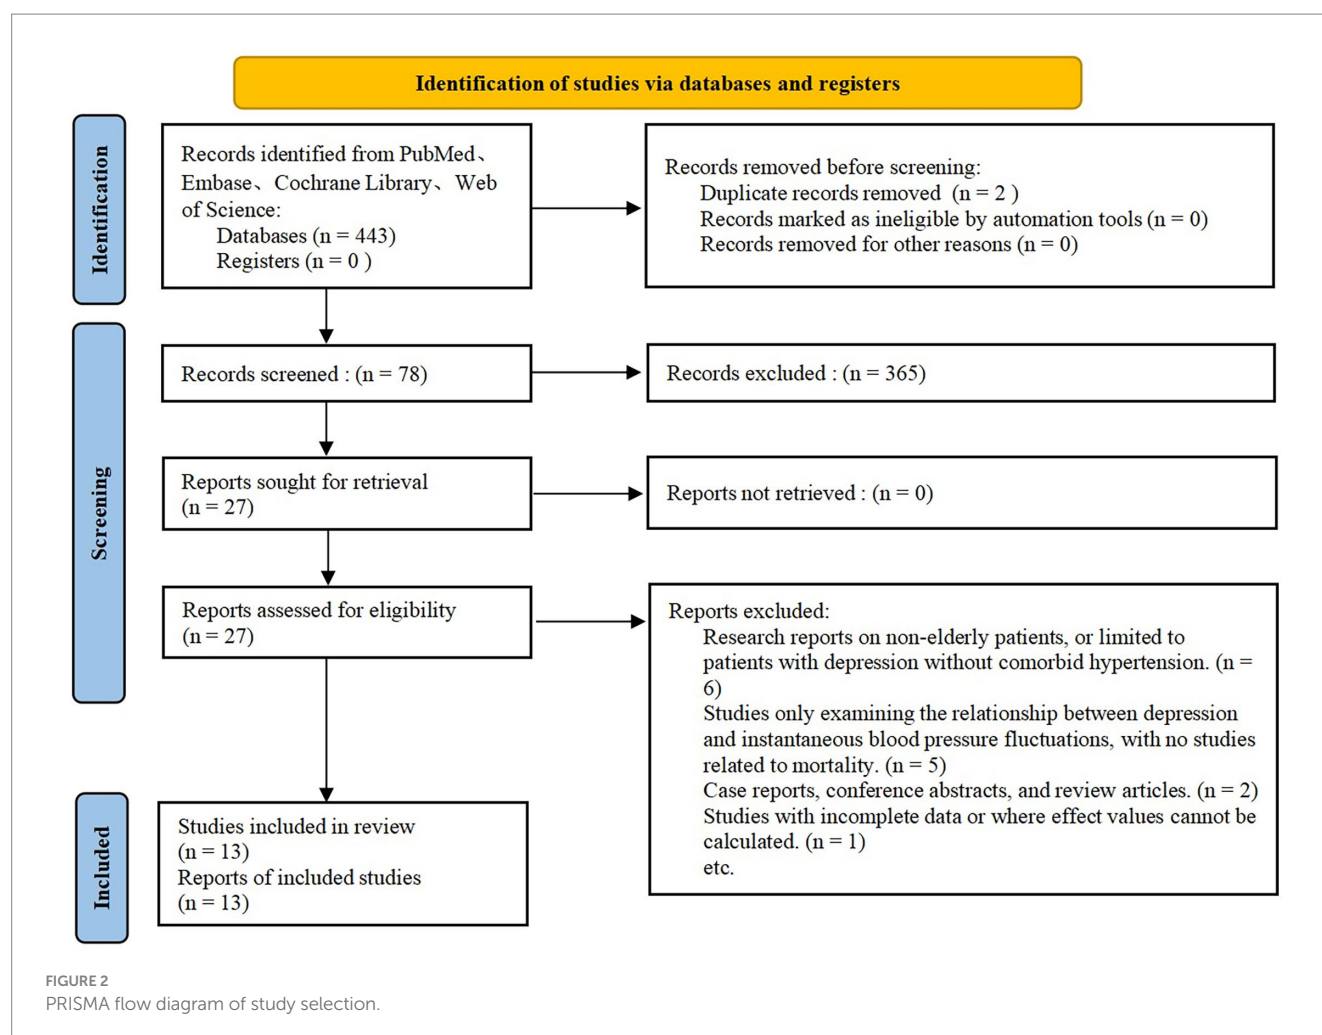 Identification of studies via databases and registers
Identification
Records identified from PubMed、
Embase、Cochrane Library、Web
of Science:
Databases (n = 443)
Registers (n = 0 )
Records removed before screening:
Duplicate records removed  (n = 2 )
Records marked as ineligible by automation tools (n = 0)
Records removed for other reasons (n = 0)
Screening
Records screened : (n = 78)
Records excluded : (n = 365)
Reports sought for retrieval
(n = 27)
Reports not retrieved : (n = 0)
Reports assessed for eligibility
(n = 27)
Reports excluded:
Research reports on non-elderly patients, or limited to
patients with depression without comorbid hypertension. (n =
6)
Studies only examining the relationship between depression
and instantaneous blood pressure fluctuations, with no studies
related to mortality. (n = 5)
Case reports, conference abstracts, and review articles. (n = 2)
Studies with incomplete data or where effect values cannot be
calculated. (n = 1)
etc.
Included
Studies included in review
(n = 13)
Reports of included studies
(n = 13)
FIGURE 2
PRISMA flow diagram of study selection.